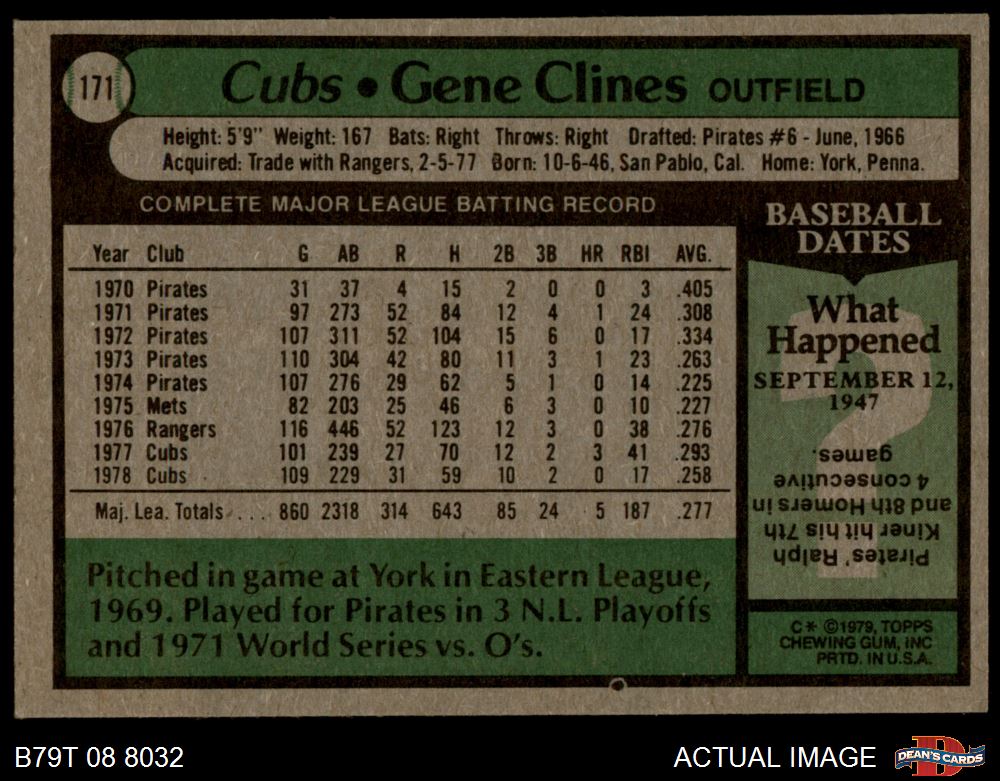 171
Cubs • Gene Clines OUTFIELD
Height: 5'9" Weight: 167 Bats: Right Throws: Right Drafted: Pirates #6 - June, 1966
Acquired: Trade with Rangers, 2-5-77 Born: 10-6-46, San Pablo, Cal. Home: York, Penna.
COMPLETE MAJOR LEAGUE BATTING RECORD
Year Club G AB R H 2B 3B HR RBI AVG.
1970 Pirates 31 37 4 15 2 0 0 3 .405
1971 Pirates 97 273 52 84 12 4 1 24 .308
1972 Pirates 107 311 52 104 15 6 0 17 .334
1973 Pirates 110 304 42 80 11 3 1 23 .263
1974 Pirates 107 276 29 62 5 1 0 14 .225
1975 Mets 82 203 25 46 6 3 0 10 .227
1976 Rangers 116 446 52 123 12 3 0 38 .276
1977 Cubs 101 239 27 70 12 2 3 41 .293
1978 Cubs 109 229 31 59 10 2 0 17 .258
Maj. Lea. Totals . . . . 860 2318 314 643 85 24 5 187 .277
Pitched in game at York in Eastern League,
1969. Played for Pirates in 3 N.L. Playoffs
and 1971 World Series vs. O's.
BASEBALL
DATES
What
Happened
SEPTEMBER 12,
1947
?
Pirates' Ralph
Kiner hit his 7th
and 8th Homers in
4 consecutive
games.
C* ©1979, TOPPS
CHEWING GUM, INC
PRTD. IN U.S.A.
B79T 08 8032
ACTUAL IMAGE
D
DEAN'S CARDS